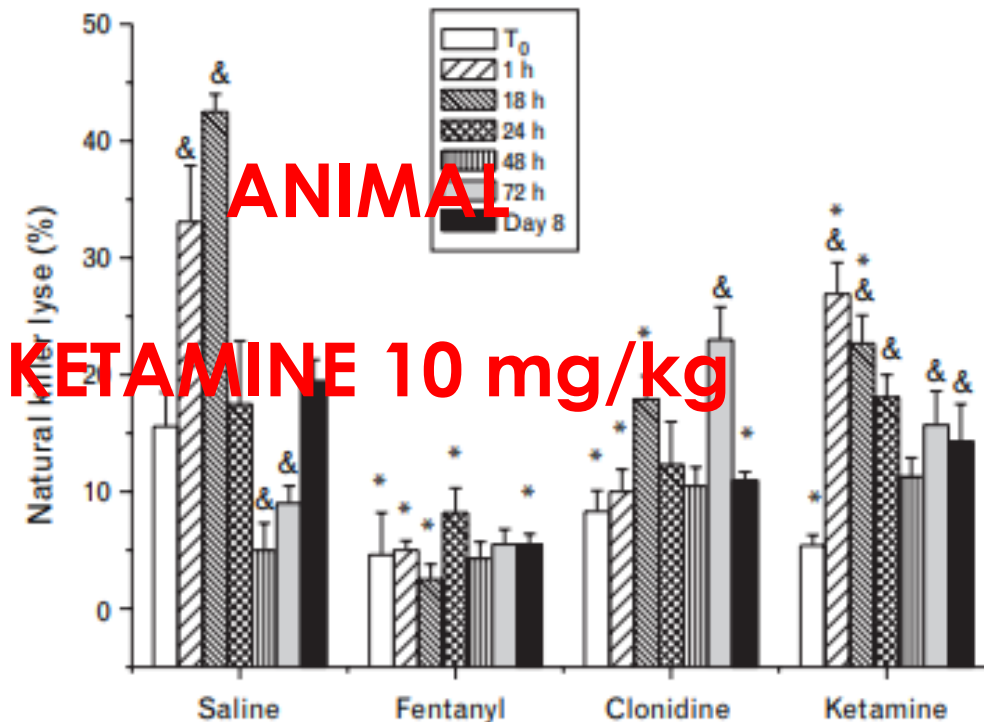 50
40
30
20
10
0
Natural killer lyse (%)
T0
1 h
18 h
24 h
48 h
72 h
Day 8
ANIMAL
KETAMINE 10 mg/kg
& & & &
* * * * *
* * * * & *
* * & * & & & &
Saline Fentanyl Clonidine Ketamine